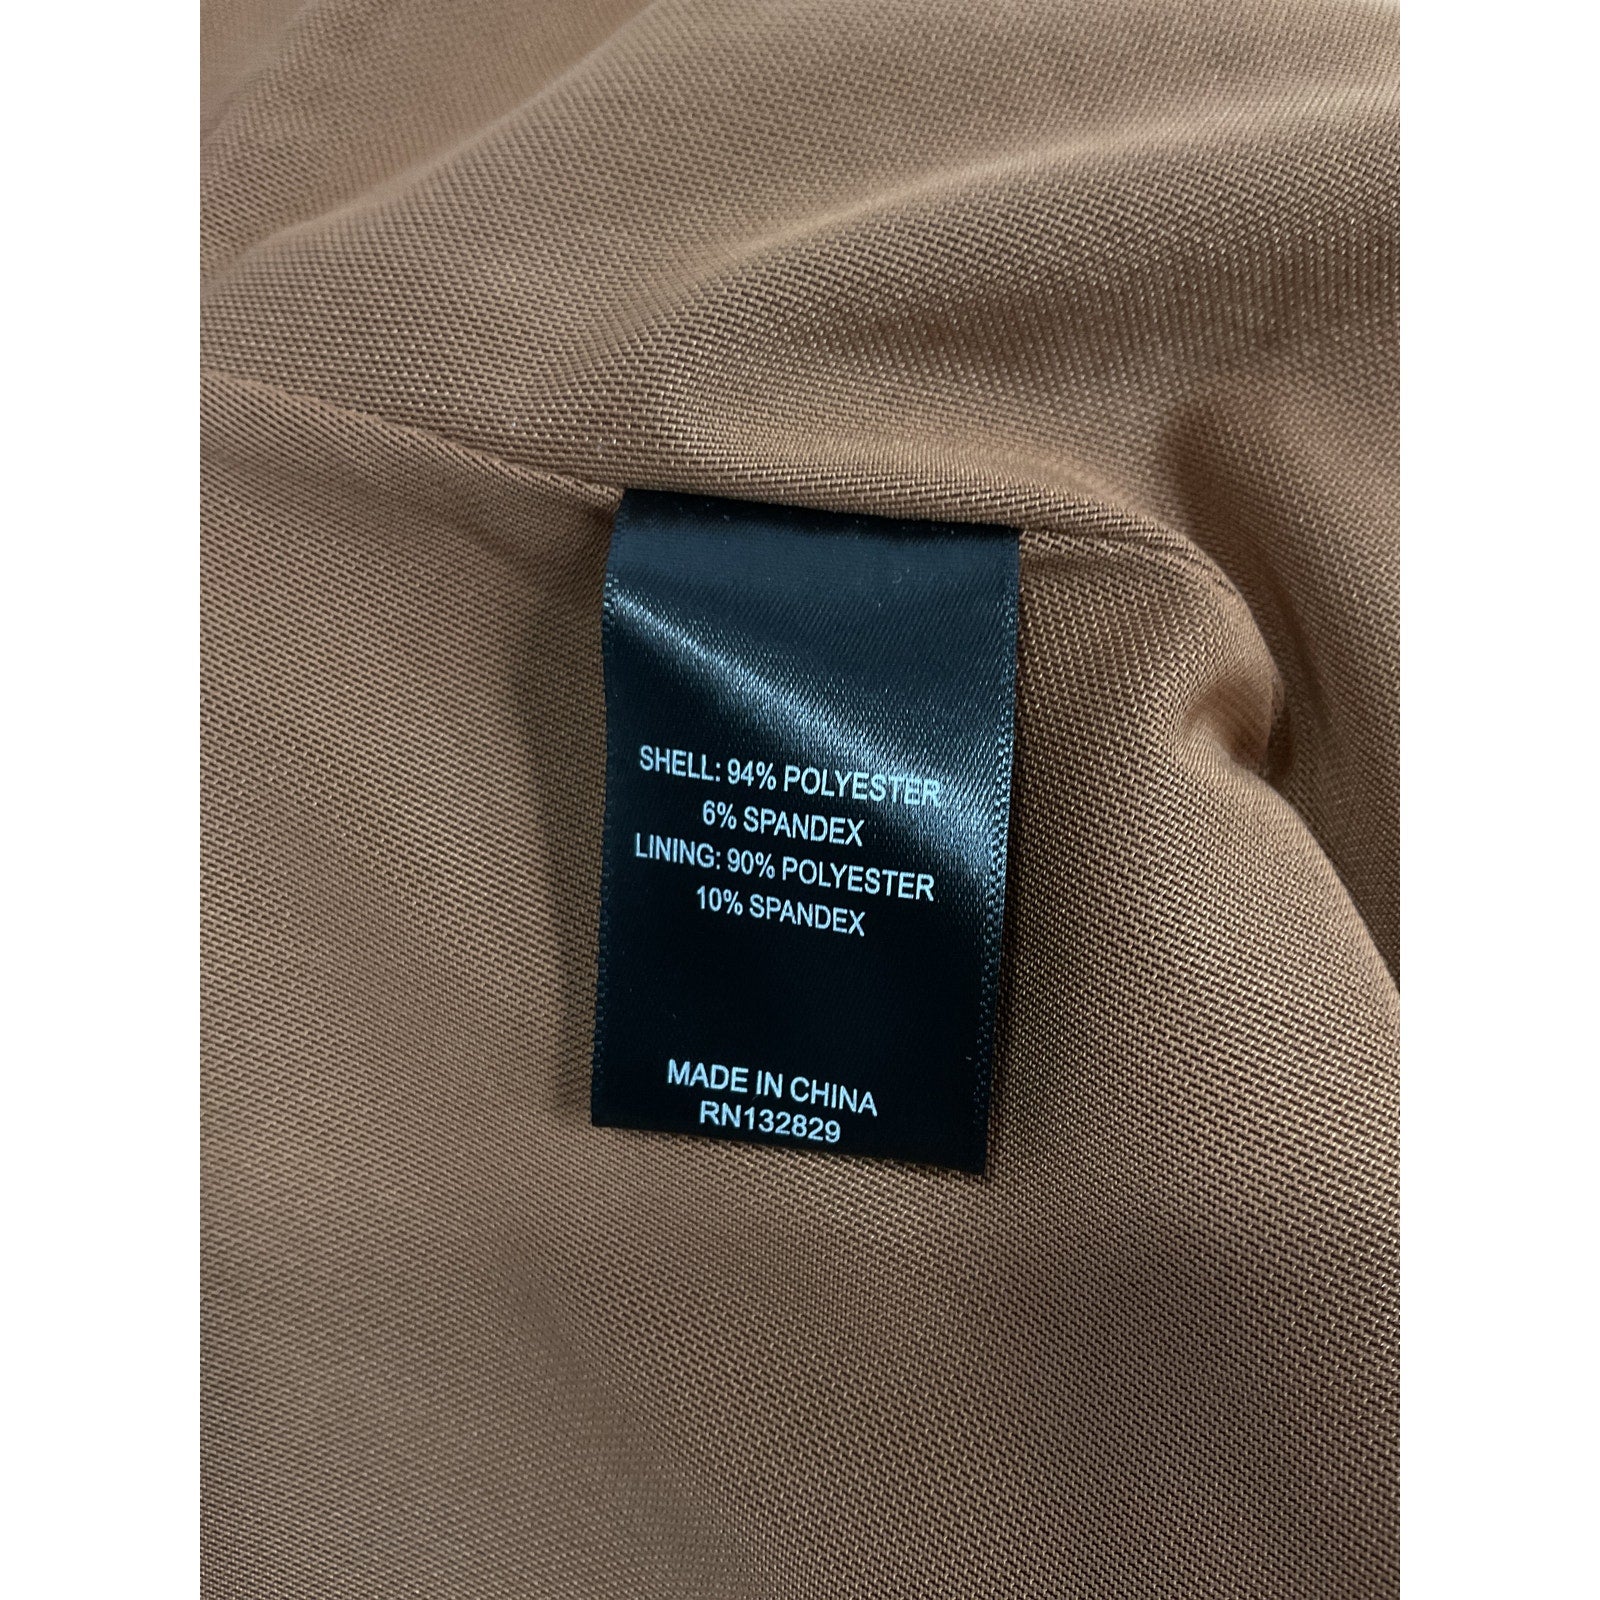 SHELL: 94% POLYESTER
6% SPANDEX
LINING: 90% POLYESTER
10% SPANDEX
MADE IN CHINA
RN132829